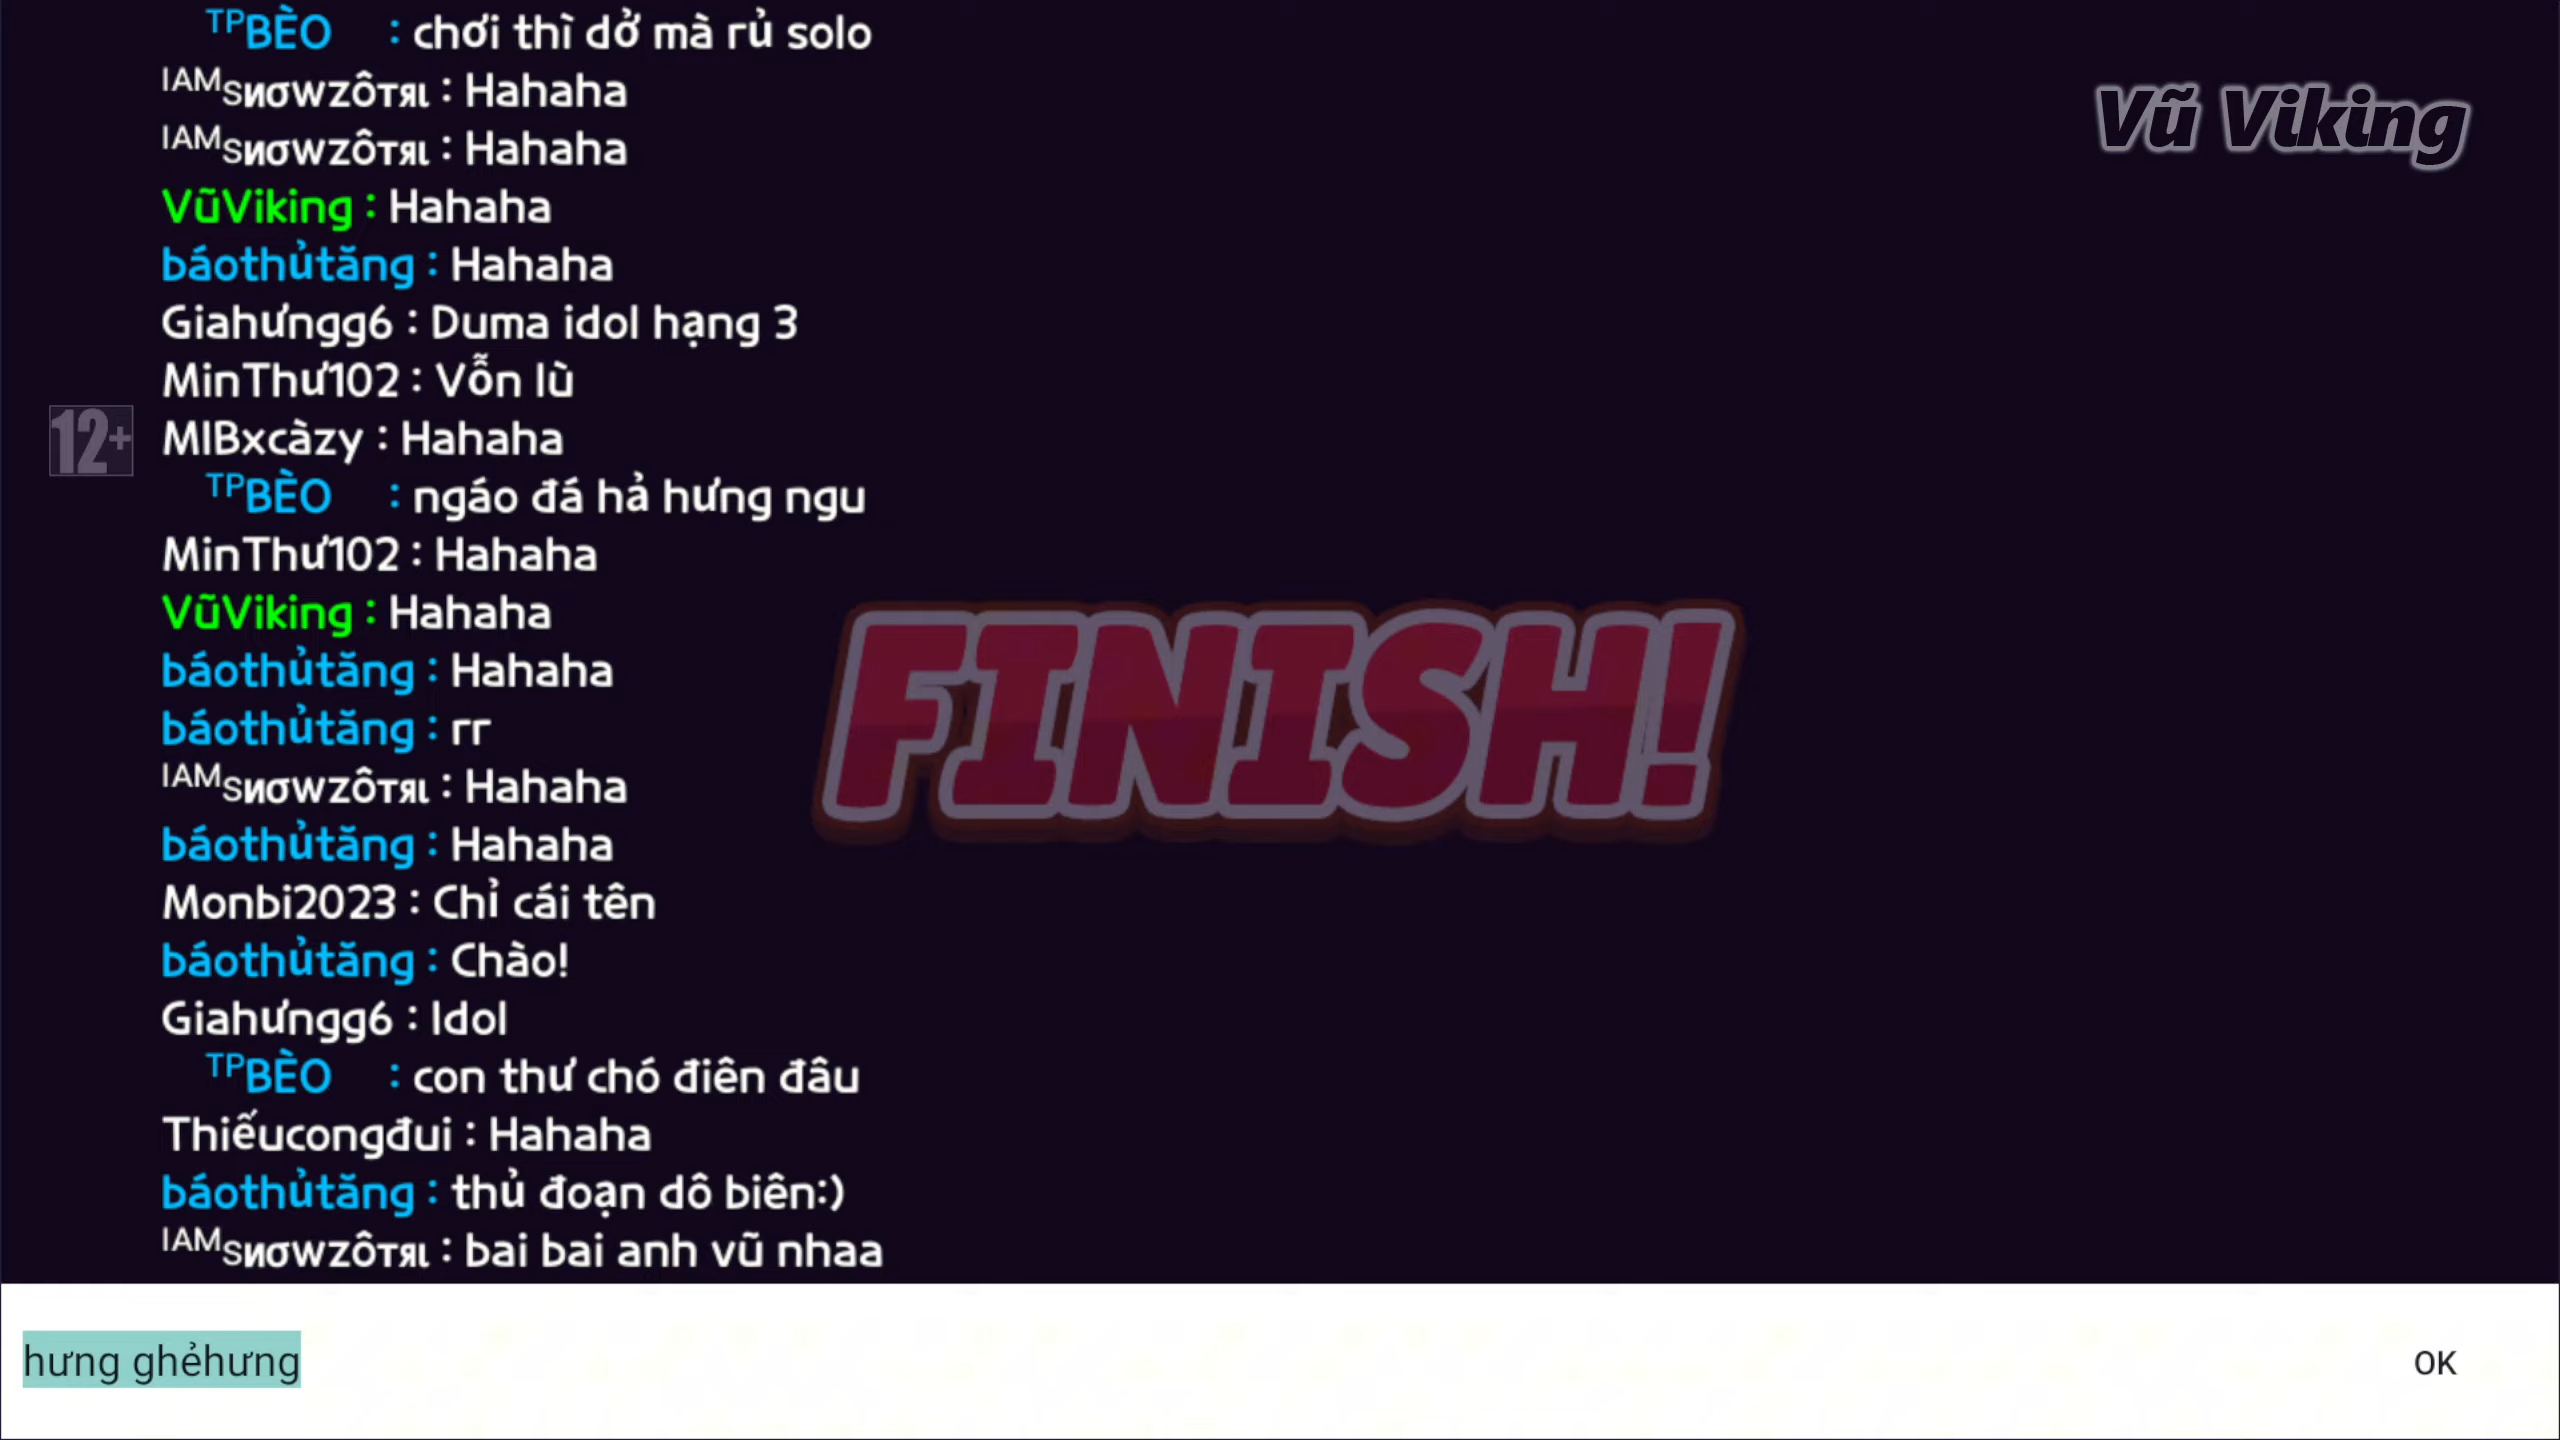 TPBÈO : chơi thì dở mà rủ solo
IAMSиσwzôтяι : Hahaha
IAMSиσwzôтяι : Hahaha
VũViking : Hahaha
báothủtăng : Hahaha
Giahưngg6 : Duma idol hạng 3
MinThư102 : Vỗn lù
MIBxcàzy : Hahaha
TPBÈO : ngáo đá hả hưng ngu
MinThư102 : Hahaha
VũViking : Hahaha
báothủtăng : Hahaha
báothủtăng : rr
IAMSиσwzôтяι : Hahaha
báothủtăng : Hahaha
Monbi2023 : Chỉ cái tên
báothủtăng : Chào!
Giahưngg6 : Idol
TPBÈO : con thư chó điên đâu
Thiếucongđui : Hahaha
báothủtăng : thủ đoạn dô biên:)
IAMSиσwzôтяι : bai bai anh vũ nhaa
Vũ Viking
12+
FINISH!
hưng ghẻhưng
OK